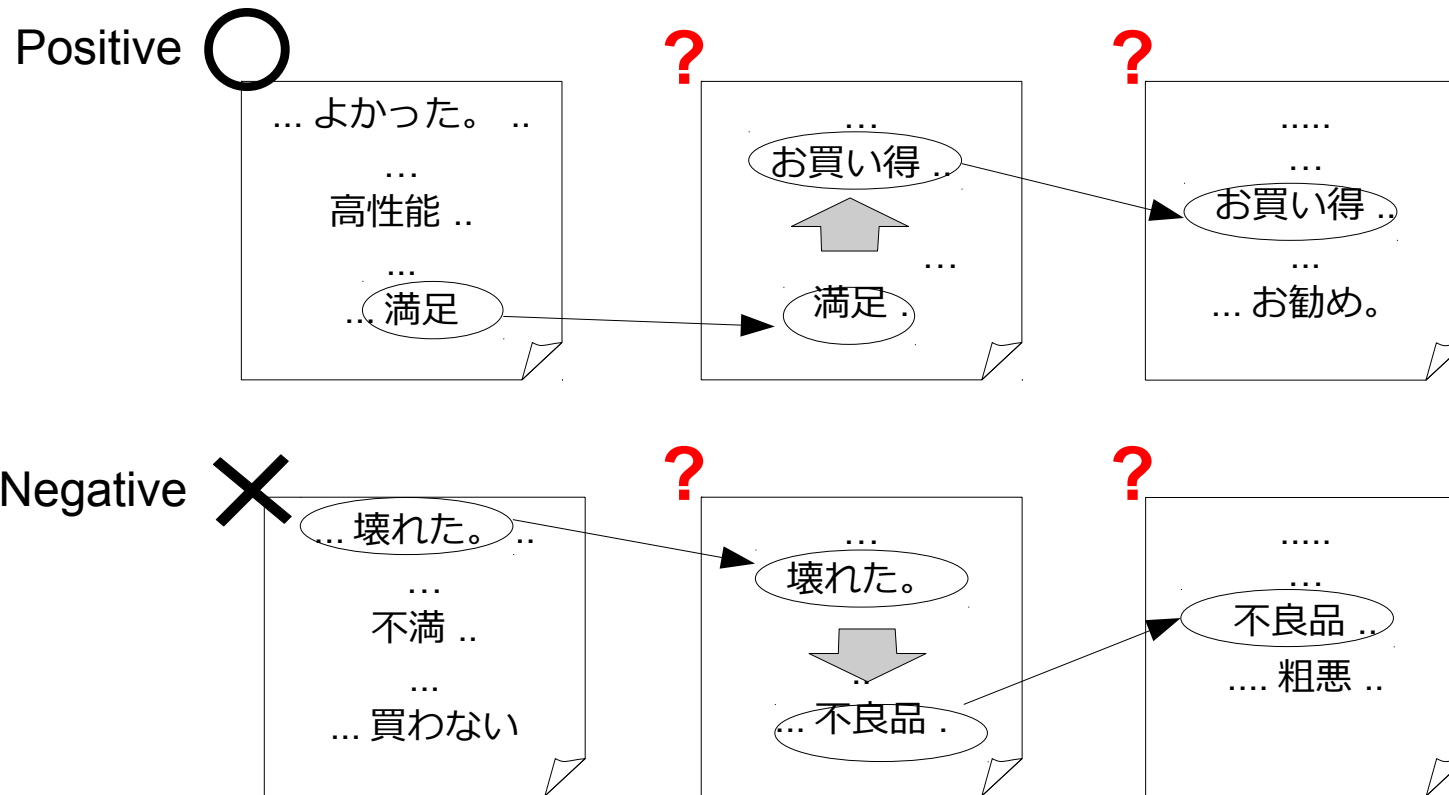 Positive
... よかった。 ..
...
高性能 ..
...
... 満足
?
...
お買い得 ..
...
満足 .
?
.....
...
お買い得 ..
...
... お勧め。
Negative
... 壊れた。 ..
...
不満 ..
...
... 買わない
?
...
壊れた。
..
... 不良品 .
?
.....
...
不良品 ..
.... 粗悪 ..